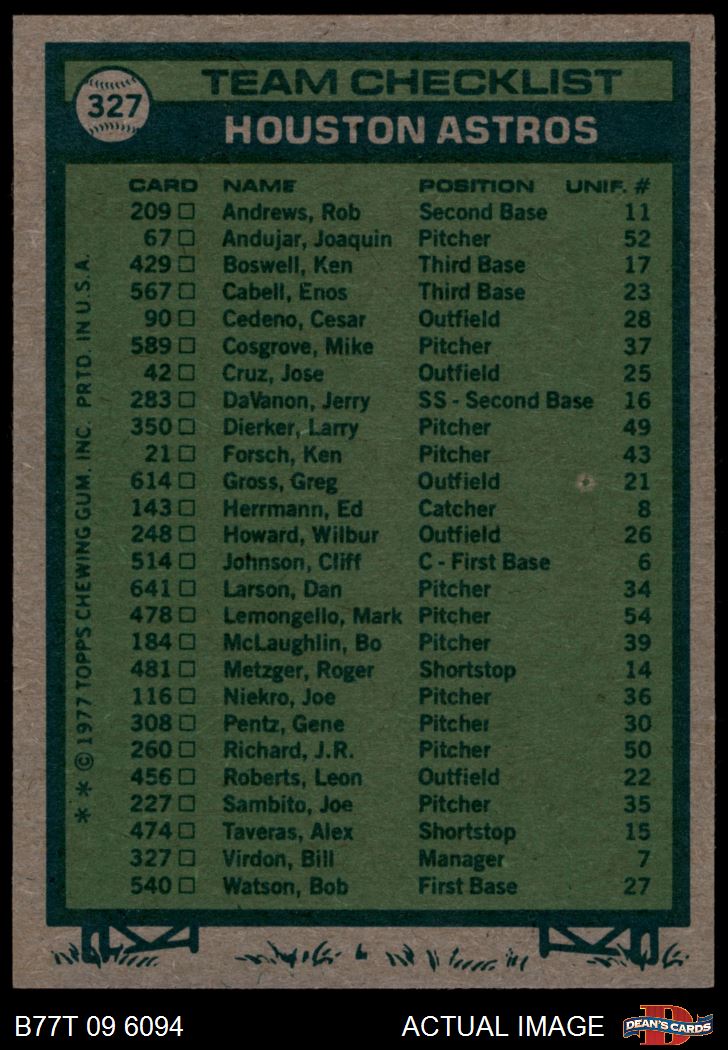 327
TEAM CHECKLIST
HOUSTON ASTROS
CARD NAME POSITION UNIF. #
209 Andrews, Rob Second Base 11
67 Andujar, Joaquin Pitcher 52
429 Boswell, Ken Third Base 17
567 Cabell, Enos Third Base 23
90 Cedeno, Cesar Outfield 28
589 Cosgrove, Mike Pitcher 37
42 Cruz, Jose Outfield 25
283 DaVanon, Jerry SS - Second Base 16
350 Dierker, Larry Pitcher 49
21 Forsch, Ken Pitcher 43
614 Gross, Greg Outfield 21
143 Herrmann, Ed Catcher 8
248 Howard, Wilbur Outfield 26
514 Johnson, Cliff C - First Base 6
641 Larson, Dan Pitcher 34
478 Lemongello, Mark Pitcher 54
184 McLaughlin, Bo Pitcher 39
481 Metzger, Roger Shortstop 14
116 Niekro, Joe Pitcher 36
308 Pentz, Gene Pitcher 30
260 Richard, J.R. Pitcher 50
456 Roberts, Leon Outfield 22
227 Sambito, Joe Pitcher 35
474 Taveras, Alex Shortstop 15
327 Virdon, Bill Manager 7
540 Watson, Bob First Base 27
* * © 1977 TOPPS CHEWING GUM, INC. PRTD. IN U.S.A.
B77T 09 6094 ACTUAL IMAGE
D
DEAN'S CARDS